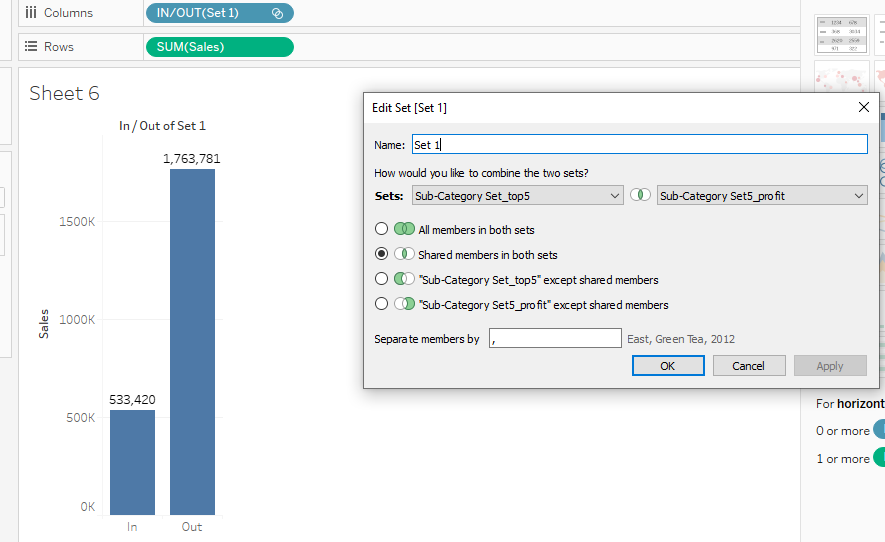 Columns
IN/OUT(Set 1)
Rows
SUM(Sales)
Sheet 6
In / Out of Set 1
1,763,781
1500K
1000K
Sales
533,420
500K
0K
In
Out
Edit Set [Set 1]
Name:
Set 1
How would you like to combine the two sets?
Sets:
Sub-Category Set_top5
Sub-Category Set5_profit
All members in both sets
Shared members in both sets
"Sub-Category Set_top5" except shared members
"Sub-Category Set5_profit" except shared members
Separate members by
,
East, Green Tea, 2012
OK
Cancel
Apply
For horizont
0 or more
1 or more